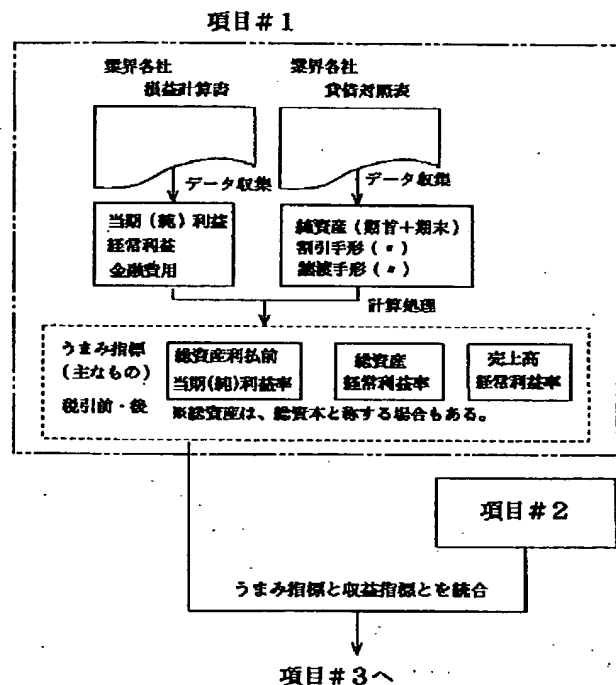 項目＃1
業界各社
損益計算書
業界各社
貸借対照表
データ収集
データ収集
当期(純)利益
経常利益
金融費用
総資産(期首＋期末)
割引手形(〃)
譲渡手形(〃)
計算処理
うまみ指標
(主なもの)
税引前・後
総資産利払前
当期(純)利益率
総資産
経常利益率
売上高
経常利益率
※総資産は、総資本と称する場合もある。
項目＃2
うまみ指標と収益指標とを統合
項目＃3へ